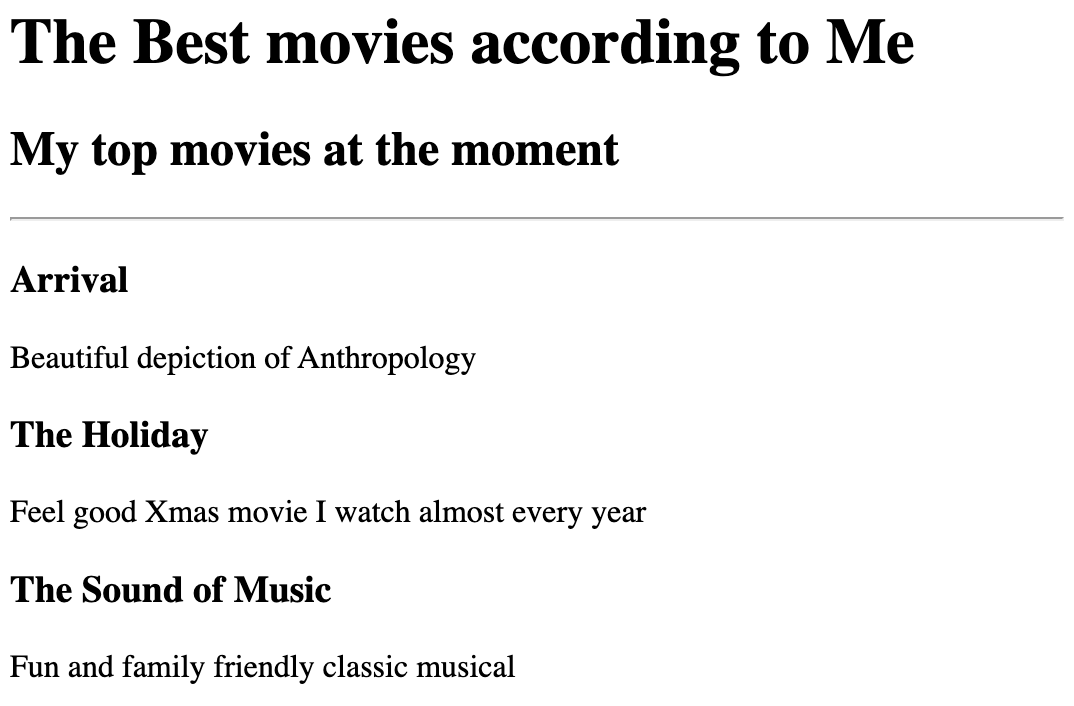 The Best movies according to Me
My top movies at the moment
Arrival
Beautiful depiction of Anthropology
The Holiday
Feel good Xmas movie I watch almost every year
The Sound of Music
Fun and family friendly classic musical